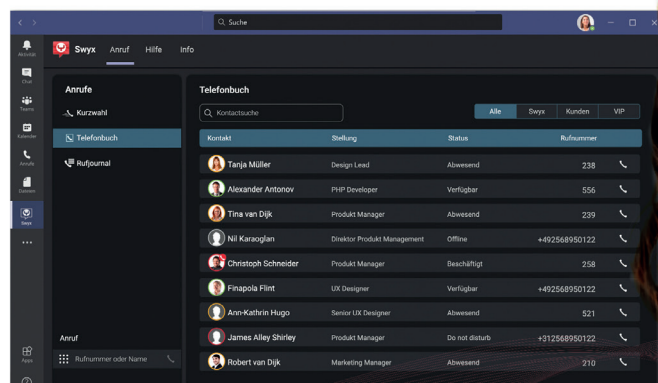 Suche
Aktivität
Chat
Teams
Kalender
Anrufe
Dateien
Swyx
Apps
Swyx Anruf Hilfe Info
Anrufe
Kurzwahl
Telefonbuch
Rufjournal
Anruf
Rufnummer oder Name
Telefonbuch
Kontactsuche
Alle Swyx Kunden VIP
Kontakt Stellung Status Rufnummer
Tanja Müller Design Lead Abwesend 238
Alexander Antonov PHP Developer Verfügbar 556
Tina van Dijk Produkt Manager Abwesend 239
Nil Karaoglan Direktor Produkt Management Offline +492568950122
Christoph Schneider Produkt Manager Beschäftigt 258
Finapola Flint UX Designer Verfügbar +492568950122
Ann-Kathrin Hugo Senior UX Designer Abwesend 521
James Alley Shirley Produkt Manager Do not disturb +312568950122
Robert van Dijk Marketing Manager Abwesend 210